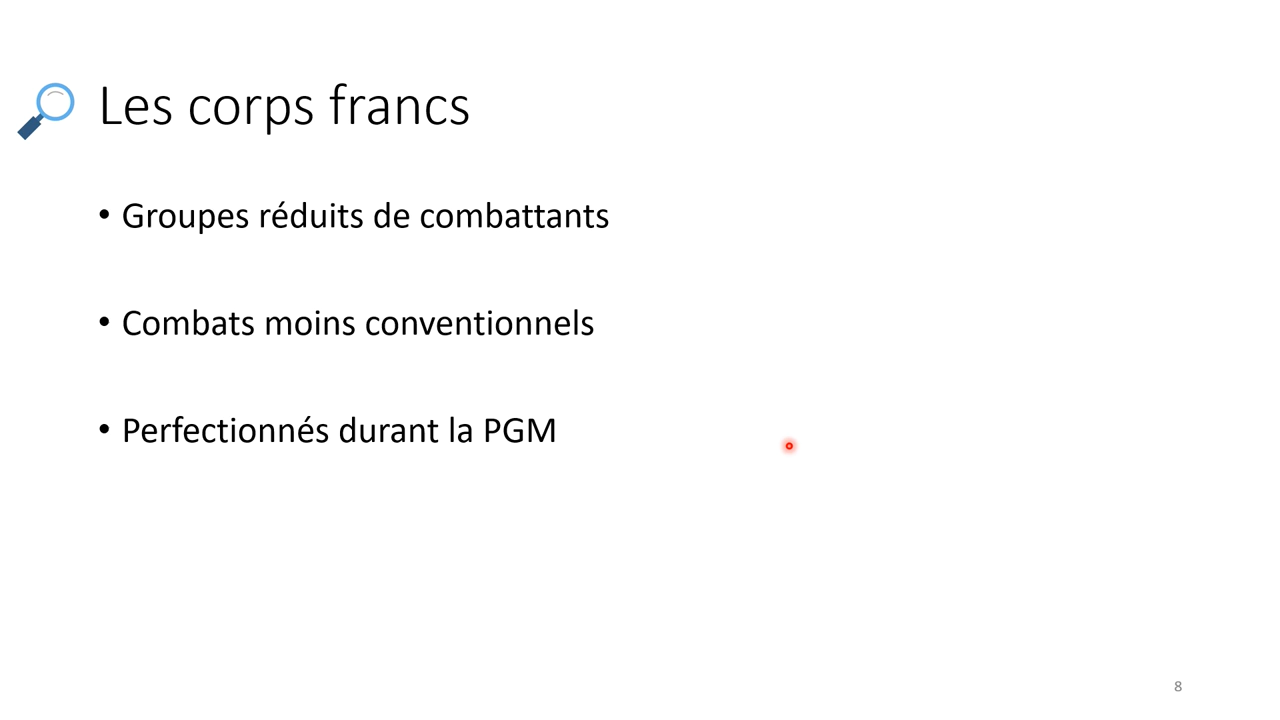 Les corps francs
• Groupes réduits de combattants
• Combats moins conventionnels
• Perfectionnés durant la PGM
8